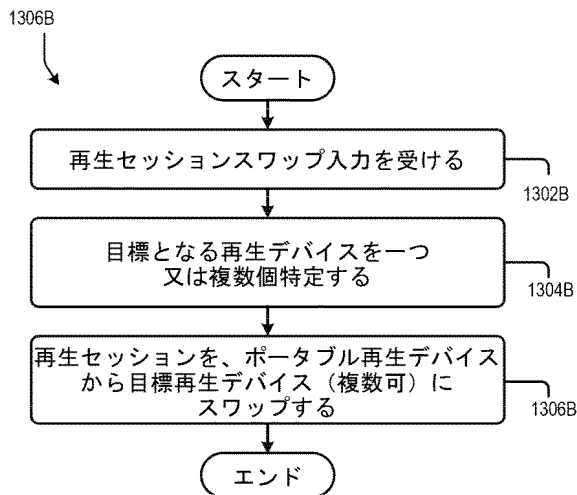 1306B
スタート
再生セッションスワップ入力を受ける
1302B
目標となる再生デバイスを一つ
又は複数個特定する
1304B
再生セッションを、ポータブル再生デバイス
から目標再生デバイス（複数可）に
スワップする
1306B
エンド